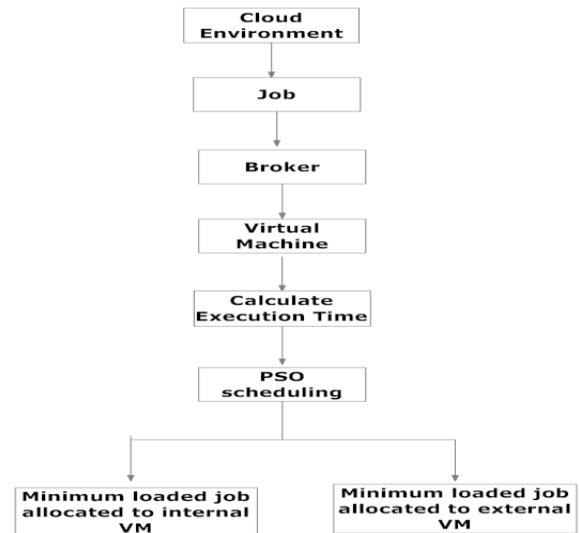 Cloud
Environment
Job
Broker
Virtual
Machine
Calculate
Execution Time
PSO
scheduling
Minimum loaded job
allocated to internal
VM
Minimum loaded job
allocated to external
VM